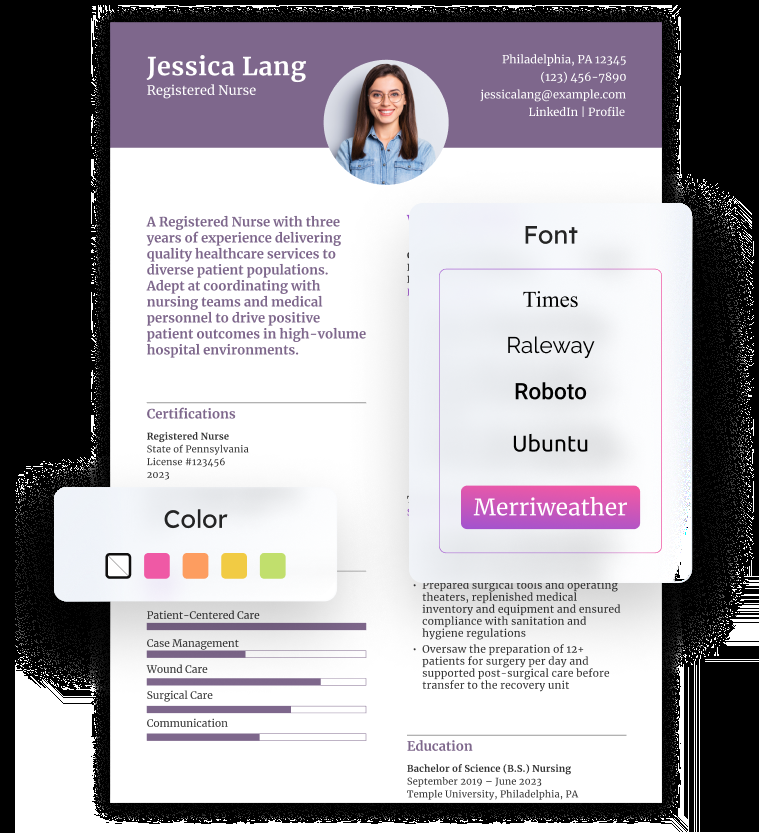 Jessica Lang
Registered Nurse
Philadelphia, PA 12345
(123) 456-7890
jessicalang@example.com
LinkedIn | Profile
A Registered Nurse with three
years of experience delivering
quality healthcare services to
diverse patient populations.
Adept at coordinating with
nursing teams and medical
personnel to drive positive
patient outcomes in high-volume
hospital environments.
Certifications
Registered Nurse
State of Pennsylvania
License #123456
2023
Color
Patient-Centered Care
Case Management
Wound Care
Surgical Care
Communication
Font
Times
Raleway
Roboto
Ubuntu
Merriweather
• Prepared surgical tools and operating
theaters, replenished medical
inventory and equipment and ensured
compliance with sanitation and
hygiene regulations
• Oversaw the preparation of 12+
patients for surgery per day and
supported post-surgical care before
transfer to the recovery unit
Education
Bachelor of Science (B.S.) Nursing
September 2019 – June 2023
Temple University, Philadelphia, PA